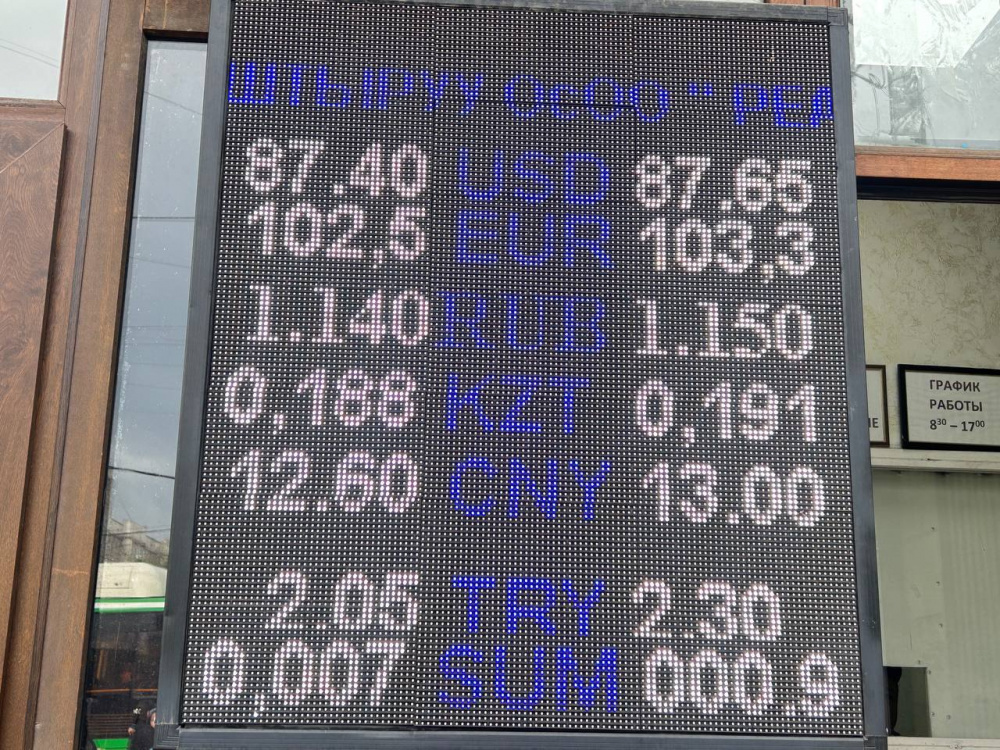 ШТЫРУУ ОсОО " РЕА
87.40 USD 87.65
102,5 EUR 103,3
1.140 RUB 1.150
0,188 KZT 0,191
12.60 CNY 13.00
2.05 TRY 2.30
0,007 SUM 000.9
ГРАФИК
РАБОТЫ
8³⁰ – 17⁰⁰